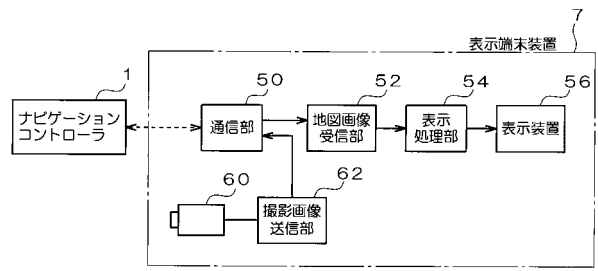 7
表示端末装置
1
50
52
54
56
ナビゲーション
コントローラ
通信部
地図画像
受信部
表示
処理部
表示装置
60
62
撮影画像
送信部